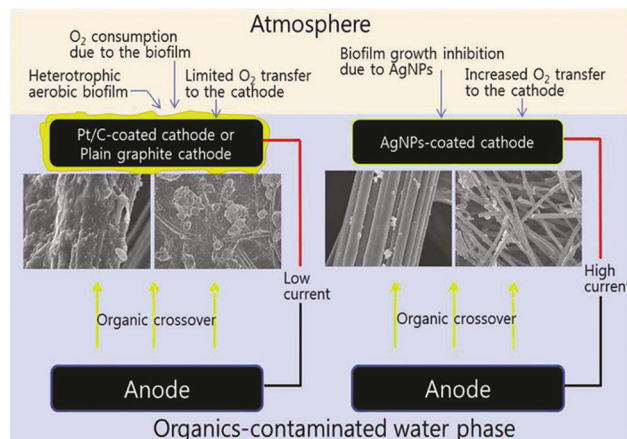 Atmosphere
O₂ consumption
due to the biofilm
Heterotrophic
aerobic biofilm
Limited O₂ transfer
to the cathode
Pt/C-coated cathode or
Plain graphite cathode
Low
current
Organic crossover
Anode
Biofilm growth inhibition
due to AgNPs
Increased O₂ transfer
to the cathode
AgNPs-coated cathode
High
current
Organic crossover
Anode
Organics-contaminated water phase